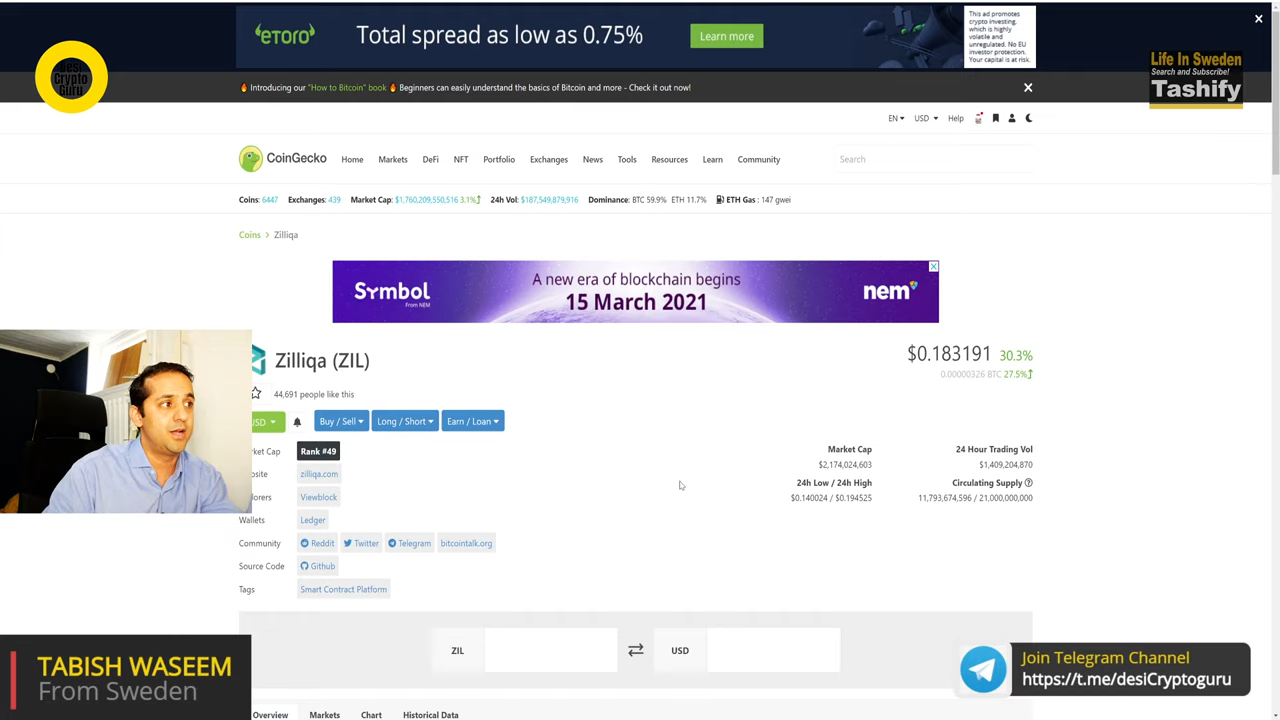 etoro
Total spread as low as 0.75%
Learn more
This ad promotes
crypto investing,
which is highly
volatile and
unregulated. No EU
investor protection.
Your capital is at risk.
Desi
Crypto
Guru
Life In Sweden
Search and Subscribe!
Tashify
Introducing our "How to Bitcoin" book 🔥 Beginners can easily understand the basics of Bitcoin and more - Check it out now!
EN USD Help
CoinGecko Home Markets DeFi NFT Portfolio Exchanges News Tools Resources Learn Community Search
Coins: 6447 Exchanges: 439 Market Cap: $1,760,209,550,516 3.1% 24h Vol: $187,549,879,916 Dominance: BTC 59.9% ETH 11.7% ETH Gas : 147 gwei
Coins > Zilliqa
Symbol
From NEM
A new era of blockchain begins
15 March 2021
nem
Zilliqa (ZIL)
$0.183191 30.3%
0.00000326 BTC 27.5%
44,691 people like this
USD Buy / Sell Long / Short Earn / Loan
ket Cap Rank #49
Market Cap 24 Hour Trading Vol
$2,174,024,603 $1,409,204,870
site zilliqa.com
24h Low / 24h High Circulating Supply
$0.140024 / $0.194525 11,793,674,596 / 21,000,000,000
lorers Viewblock
Wallets Ledger
Community Reddit Twitter Telegram bitcointalk.org
Source Code Github
Tags Smart Contract Platform
ZIL USD
TABISH WASEEM
From Sweden
Join Telegram Channel
https://t.me/desiCryptoguru
Overview Markets Chart Historical Data